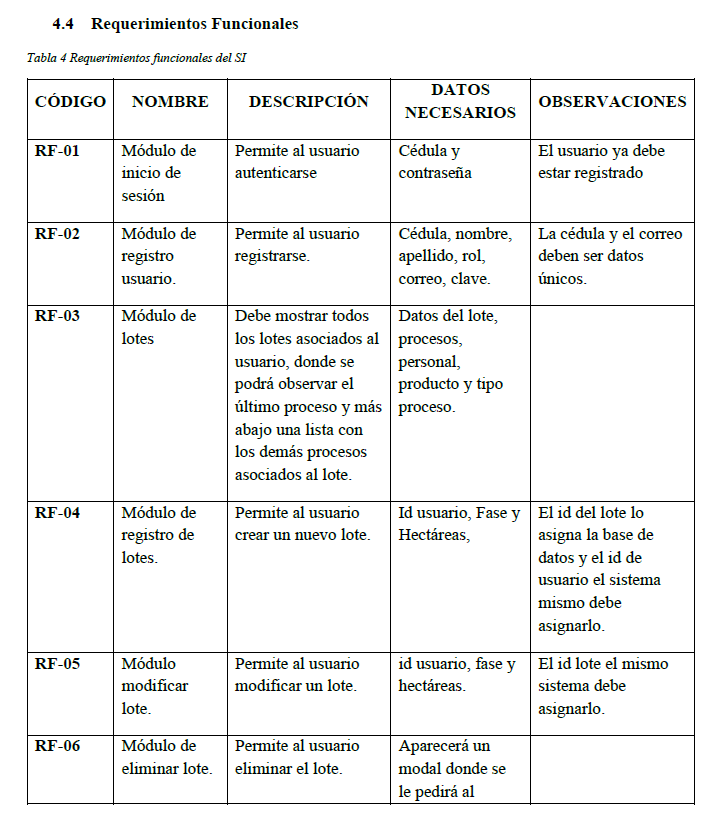 4.4 Requerimientos Funcionales
Tabla 4 Requerimientos funcionales del SI
CÓDIGO
NOMBRE
DESCRIPCIÓN
DATOS
NECESARIOS
OBSERVACIONES
RF-01
Módulo de
inicio de
sesión
Permite al usuario
autenticarse
Cédula y
contraseña
El usuario ya debe
estar registrado
RF-02
Módulo de
registro
usuario.
Permite al usuario
registrarse.
Cédula, nombre,
apellido, rol,
correo, clave.
La cédula y el correo
deben ser datos
únicos.
RF-03
Módulo de
lotes
Debe mostrar todos
los lotes asociados al
usuario, donde se
podrá observar el
último proceso y más
abajo una lista con
los demás procesos
asociados al lote.
Datos del lote,
procesos,
personal,
producto y tipo
proceso.
RF-04
Módulo de
registro de
lotes.
Permite al usuario
crear un nuevo lote.
Id usuario, Fase y
Hectáreas,
El id del lote lo
asigna la base de
datos y el id de
usuario el sistema
mismo debe
asignarlo.
RF-05
Módulo
modificar
lote.
Permite al usuario
modificar un lote.
id usuario, fase y
hectáreas.
El id lote el mismo
sistema debe
asignarlo.
RF-06
Módulo de
eliminar lote.
Permite al usuario
eliminar el lote.
Aparecerá un
modal donde se
le pedirá al